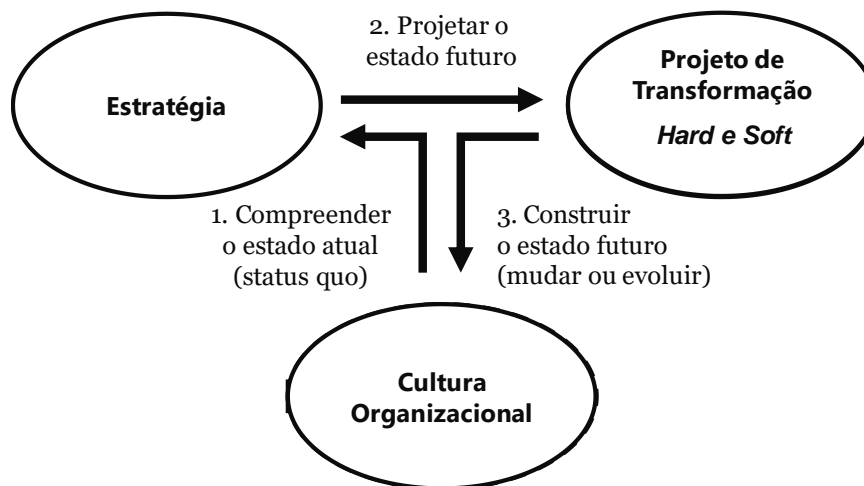 2. Projetar o
estado futuro
Estratégia
Projeto de
Transformação
Hard e Soft
1. Compreender
o estado atual
(status quo)
3. Construir
o estado futuro
(mudar ou evoluir)
Cultura
Organizacional